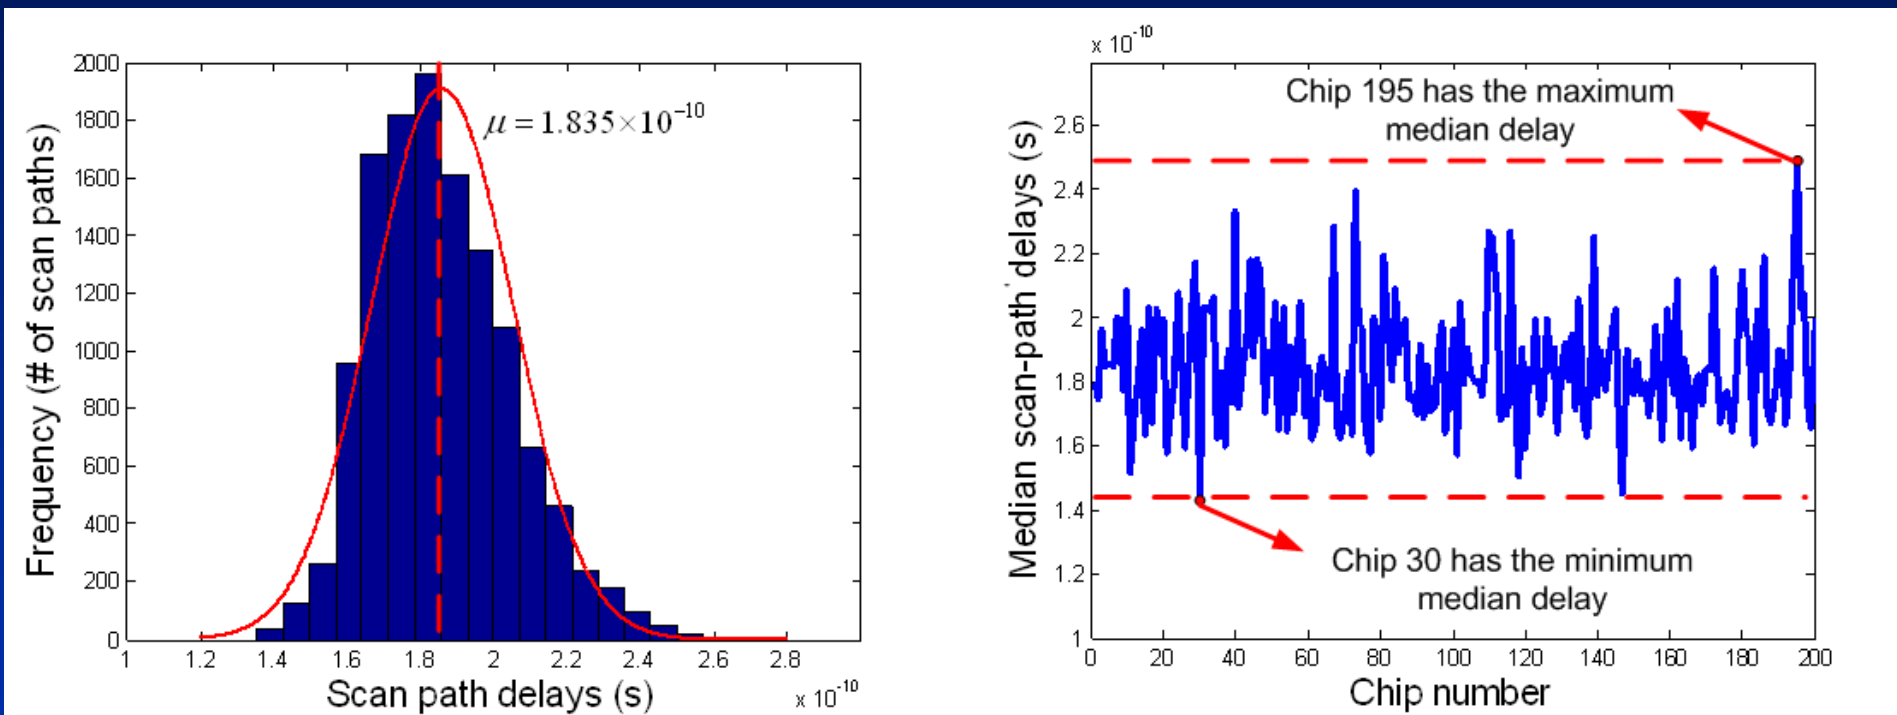 2000
1800
1600
1400
1200
1000
800
600
400
200
0
1 1.2 1.4 1.6 1.8 2 2.2 2.4 2.6 2.8
Frequency (# of scan paths)
Scan path delays (s)
x 10⁻¹⁰
μ = 1.835×10⁻¹⁰
x 10⁻¹⁰
2.6
2.4
2.2
2
1.8
1.6
1.4
1.2
1
0 20 40 60 80 100 120 140 160 180 200
Median scan-path delays (s)
Chip number
Chip 195 has the maximum
median delay
Chip 30 has the minimum
median delay